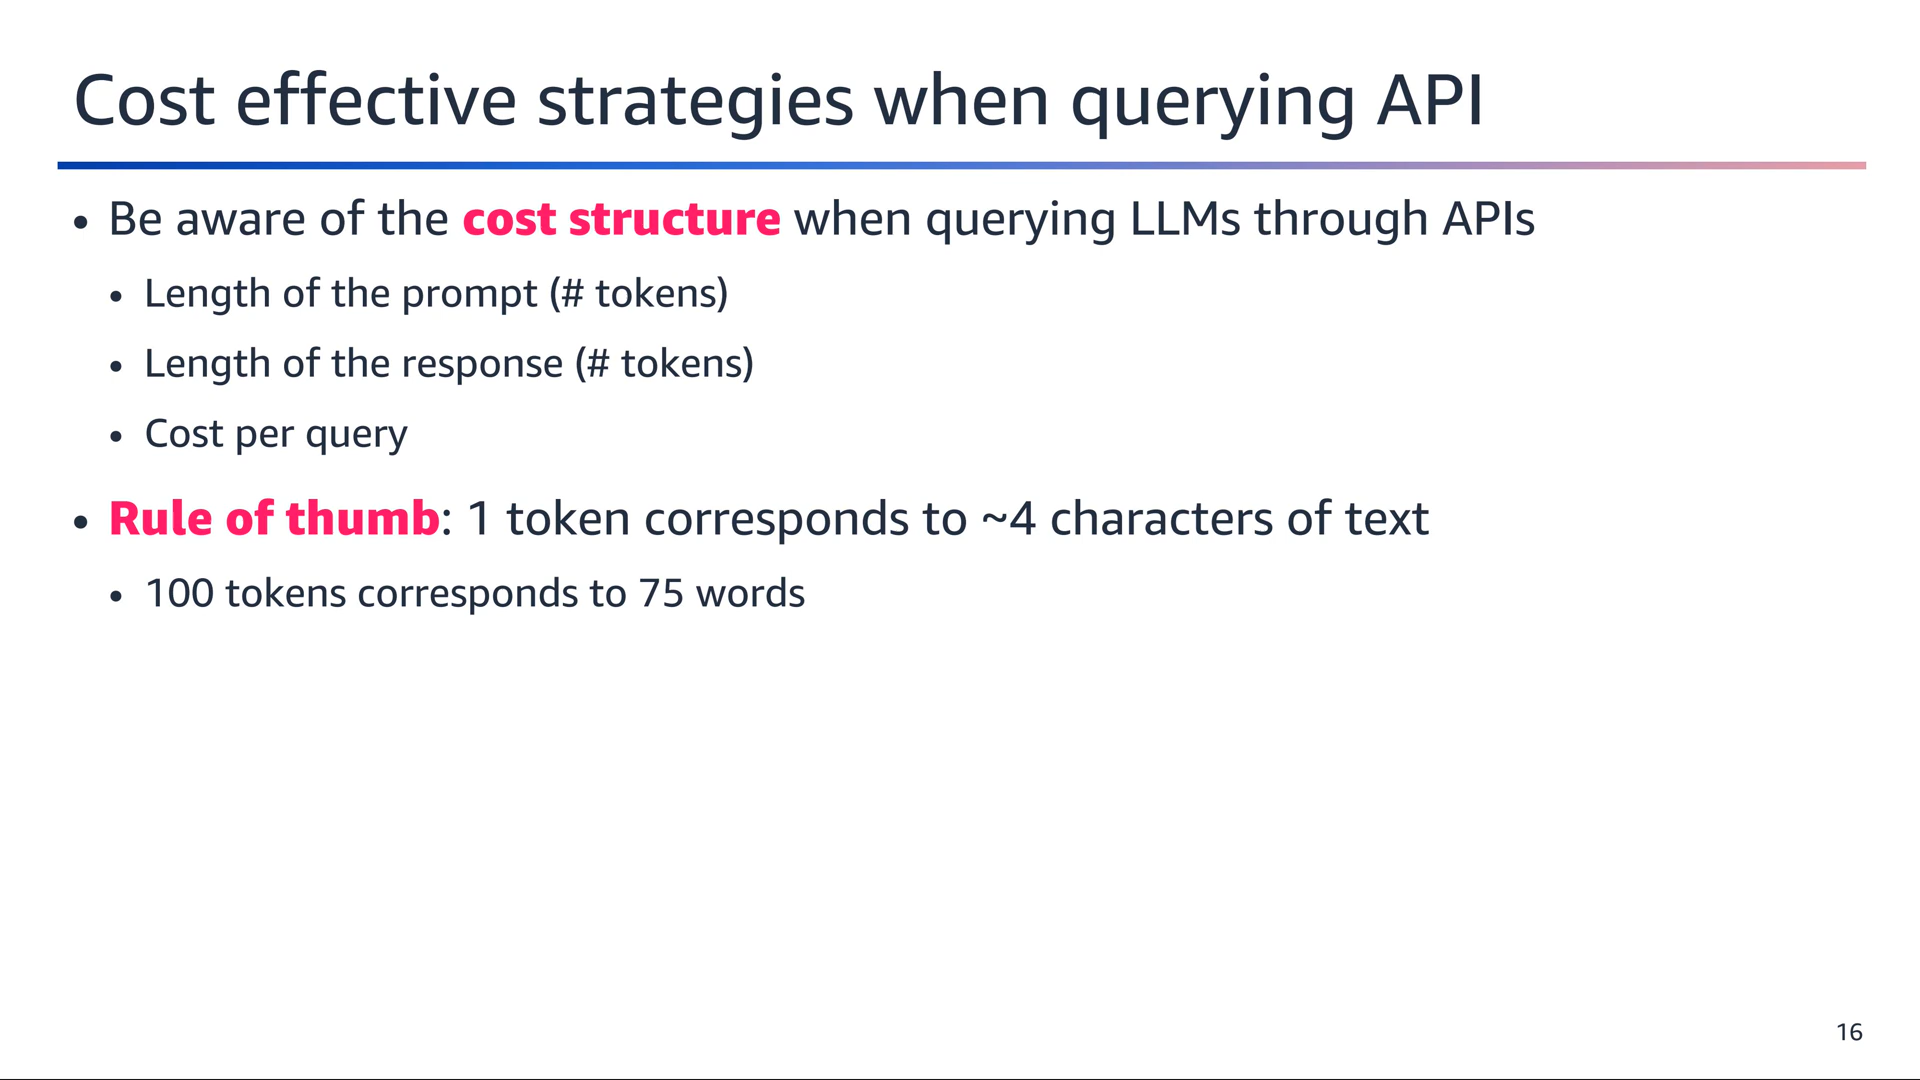 Cost effective strategies when querying API
• Be aware of the cost structure when querying LLMs through APIs
• Length of the prompt (# tokens)
• Length of the response (# tokens)
• Cost per query
• Rule of thumb: 1 token corresponds to ~4 characters of text
• 100 tokens corresponds to 75 words
16